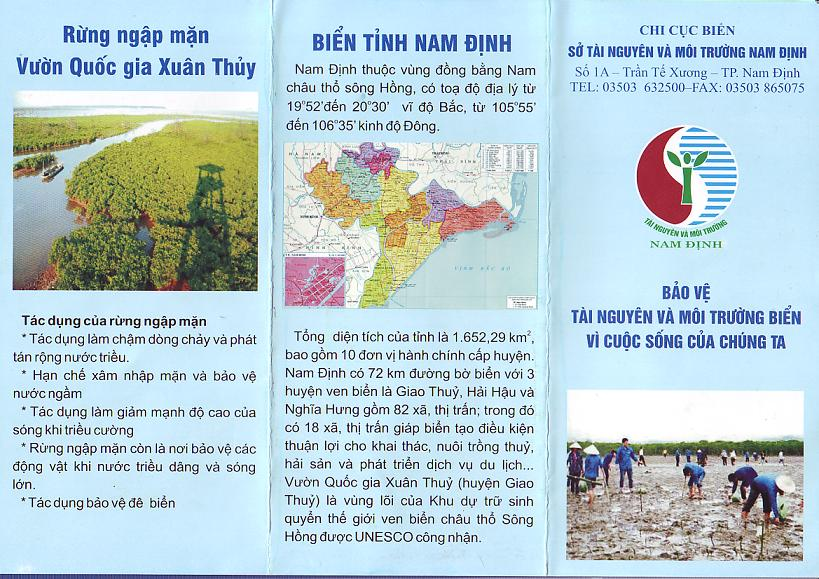 Rừng ngập mặn
Vườn Quốc gia Xuân Thủy
Tác dụng của rừng ngập mặn
* Tác dụng làm chậm dòng chảy và phát
tán rộng nước triều.
* Hạn chế xâm nhập mặn và bảo vệ
nước ngầm
* Tác dụng làm giảm mạnh độ cao của
sóng khi triều cường
* Rừng ngập mặn còn là nơi bảo vệ các
động vật khi nước triều dâng và sóng
lớn.
* Tác dụng bảo vệ đê biển
BIỂN TỈNH NAM ĐỊNH
Nam Định thuộc vùng đồng bằng Nam
châu thổ sông Hồng, có toạ độ địa lý từ
19°52'đến 20°30' vĩ độ Bắc, từ 105°55'
đến 106°35' kinh độ Đông.
VỊNH BẮC BỘ
Tổng diện tích của tỉnh là 1.652,29 km²,
bao gồm 10 đơn vị hành chính cấp huyện.
Nam Định có 72 km đường bờ biển với 3
huyện ven biển là Giao Thuỷ, Hải Hậu và
Nghĩa Hưng gồm 82 xã, thị trấn; trong đó
có 18 xã, thị trấn giáp biển tạo điều kiện
thuận lợi cho khai thác, nuôi trồng thuỷ,
hải sản và phát triển dịch vụ du lịch...
Vườn Quốc gia Xuân Thuỷ (huyện Giao
Thuỷ) là vùng lõi của Khu dự trữ sinh
quyển thế giới ven biển châu thổ Sông
Hồng được UNESCO công nhận.
CHI CỤC BIỂN
SỞ TÀI NGUYÊN VÀ MÔI TRƯỜNG NAM ĐỊNH
Số 1A – Trần Tế Xương – TP. Nam Định
TEL: 03503 632500–FAX: 03503 865075
TÀI NGUYÊN VÀ MÔI TRƯỜNG
NAM ĐỊNH
BẢO VỆ
TÀI NGUYÊN VÀ MÔI TRƯỜNG BIỂN
VÌ CUỘC SỐNG CỦA CHÚNG TA